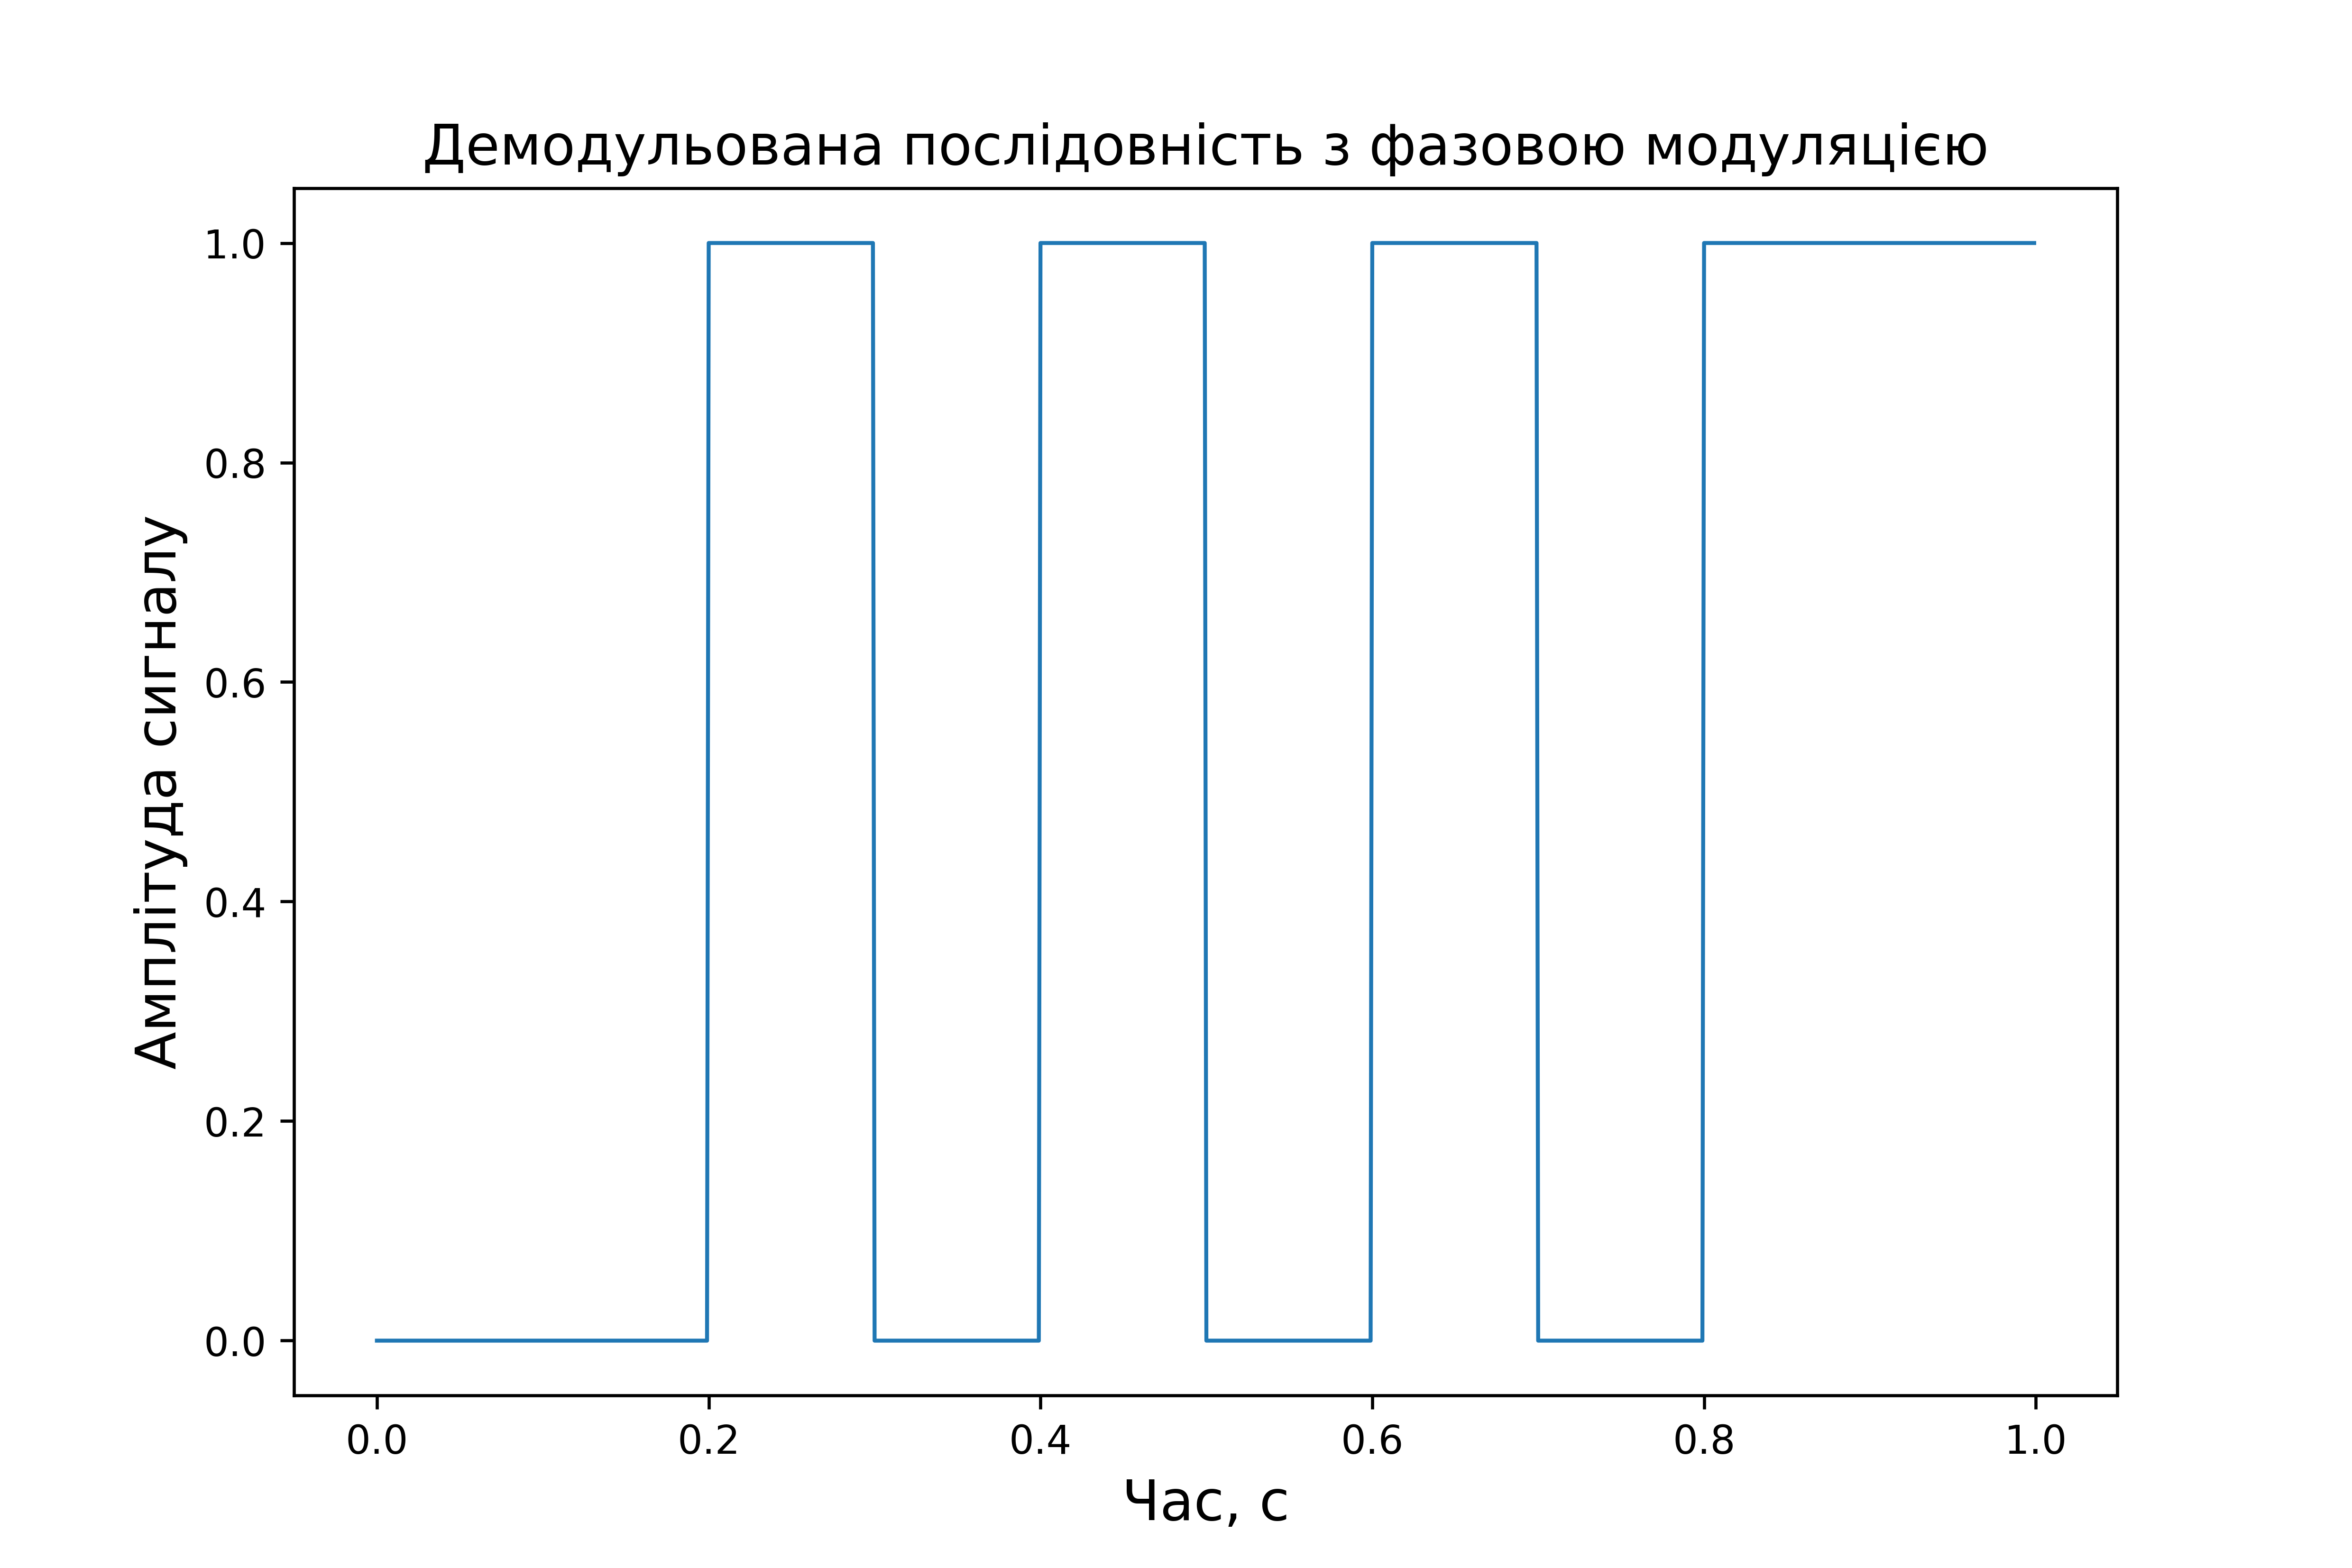 Демодульована послідовність з фазовою модуляцією
1.0
0.8
0.6
0.4
0.2
0.0
Амплітуда сигналу
0.0 0.2 0.4 0.6 0.8 1.0
Час, с